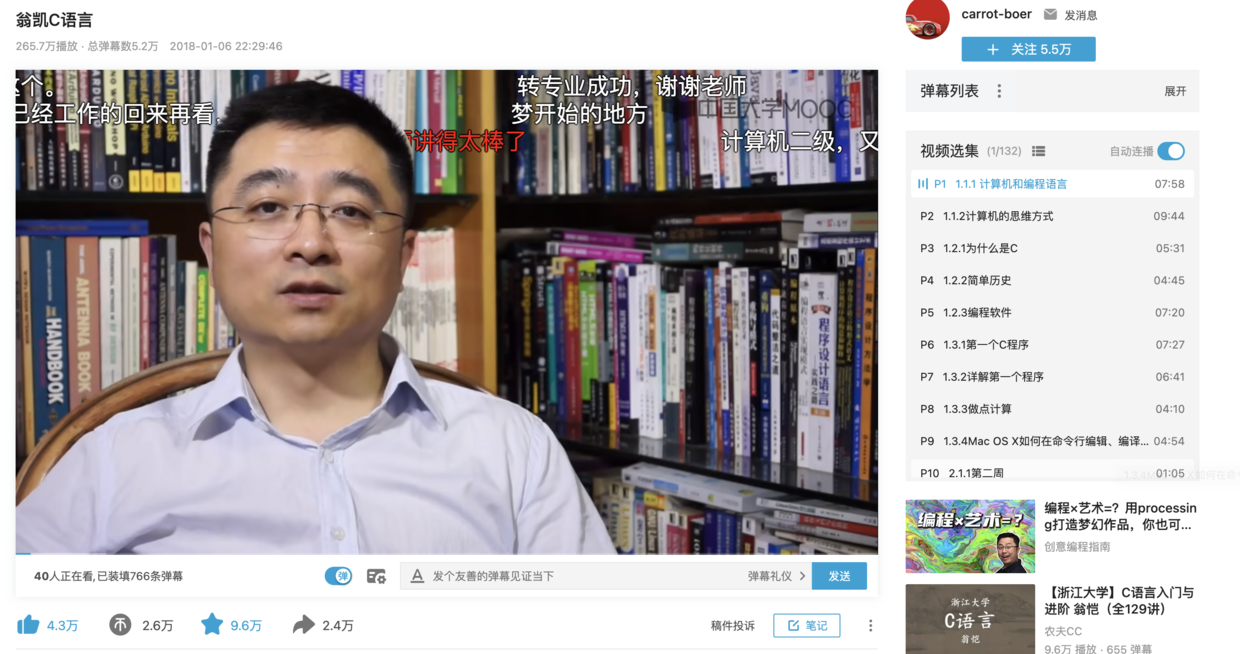 翁凯C语言
265.7万播放 · 总弹幕数5.2万 2018-01-06 22:29:46
这个。
已经工作的回来再看
讲得太棒了
转专业成功，谢谢老师
梦开始的地方
中国大学MOOC
计算机二级，又
HANDBOOK
ANTENNA BOOK
代码整洁之道
程序设计语言
40人正在看,已装填766条弹幕
弹
发个友善的弹幕见证当下
弹幕礼仪
发送
4.3万
2.6万
9.6万
2.4万
稿件投诉
笔记
carrot-boer
发消息
+ 关注 5.5万
弹幕列表
展开
视频选集 (1/132)
自动连播
P1 1.1.1 计算机和编程语言 07:58
P2 1.1.2计算机的思维方式 09:44
P3 1.2.1为什么是C 05:31
P4 1.2.2简单历史 04:45
P5 1.2.3编程软件 07:20
P6 1.3.1第一个C程序 07:27
P7 1.3.2详解第一个程序 06:41
P8 1.3.3做点计算 04:10
P9 1.3.4Mac OS X如何在命令行编辑、编译... 04:54
P10 2.1.1第二周 01:05
编程×艺术=?
编程×艺术=？用processin
g打造梦幻作品，你也可...
创意编程指南
浙江大学
C语言
翁恺
【浙江大学】C语言入门与
进阶 翁恺（全129讲）
农夫CC
9.6万 播放 · 655 弹幕